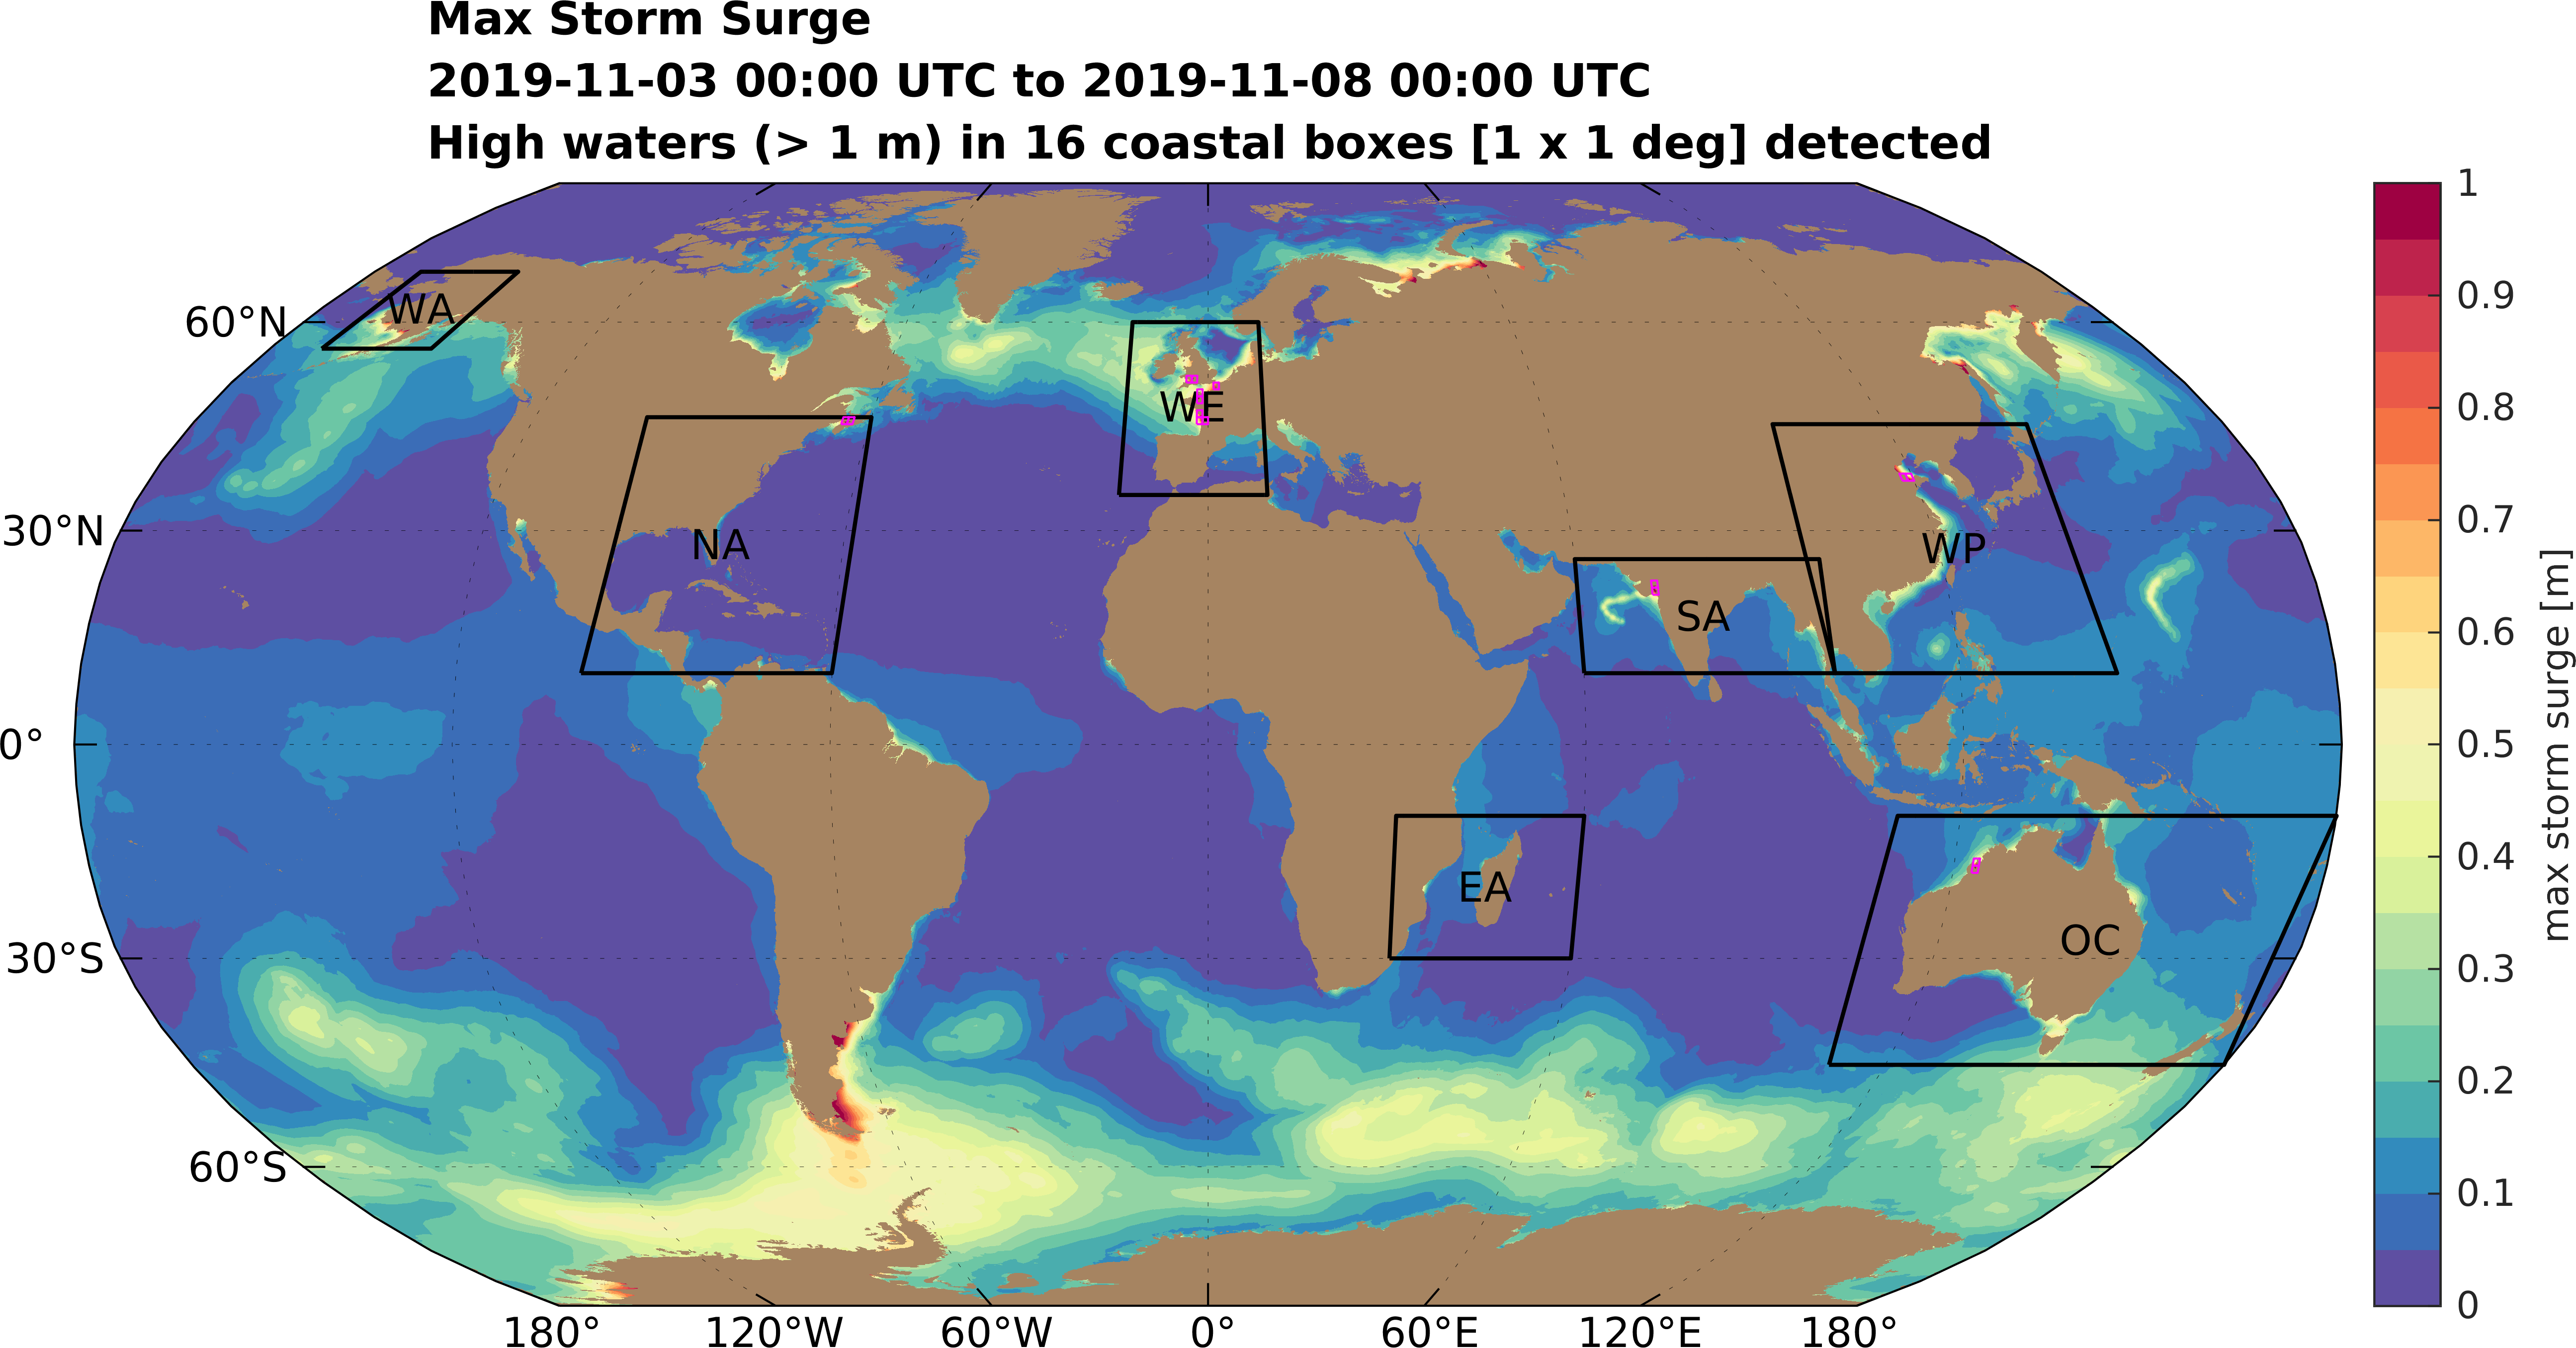 Max Storm Surge
2019-11-03 00:00 UTC to 2019-11-08 00:00 UTC
High waters (> 1 m) in 16 coastal boxes [1 x 1 deg] detected
60°N
30°N
0°
30°S
60°S
WA
NA
WE
SA
WP
EA
OC
180°
120°W
60°W
0°
60°E
120°E
180°
1
0.9
0.8
0.7
0.6
0.5
0.4
0.3
0.2
0.1
0
max storm surge [m]